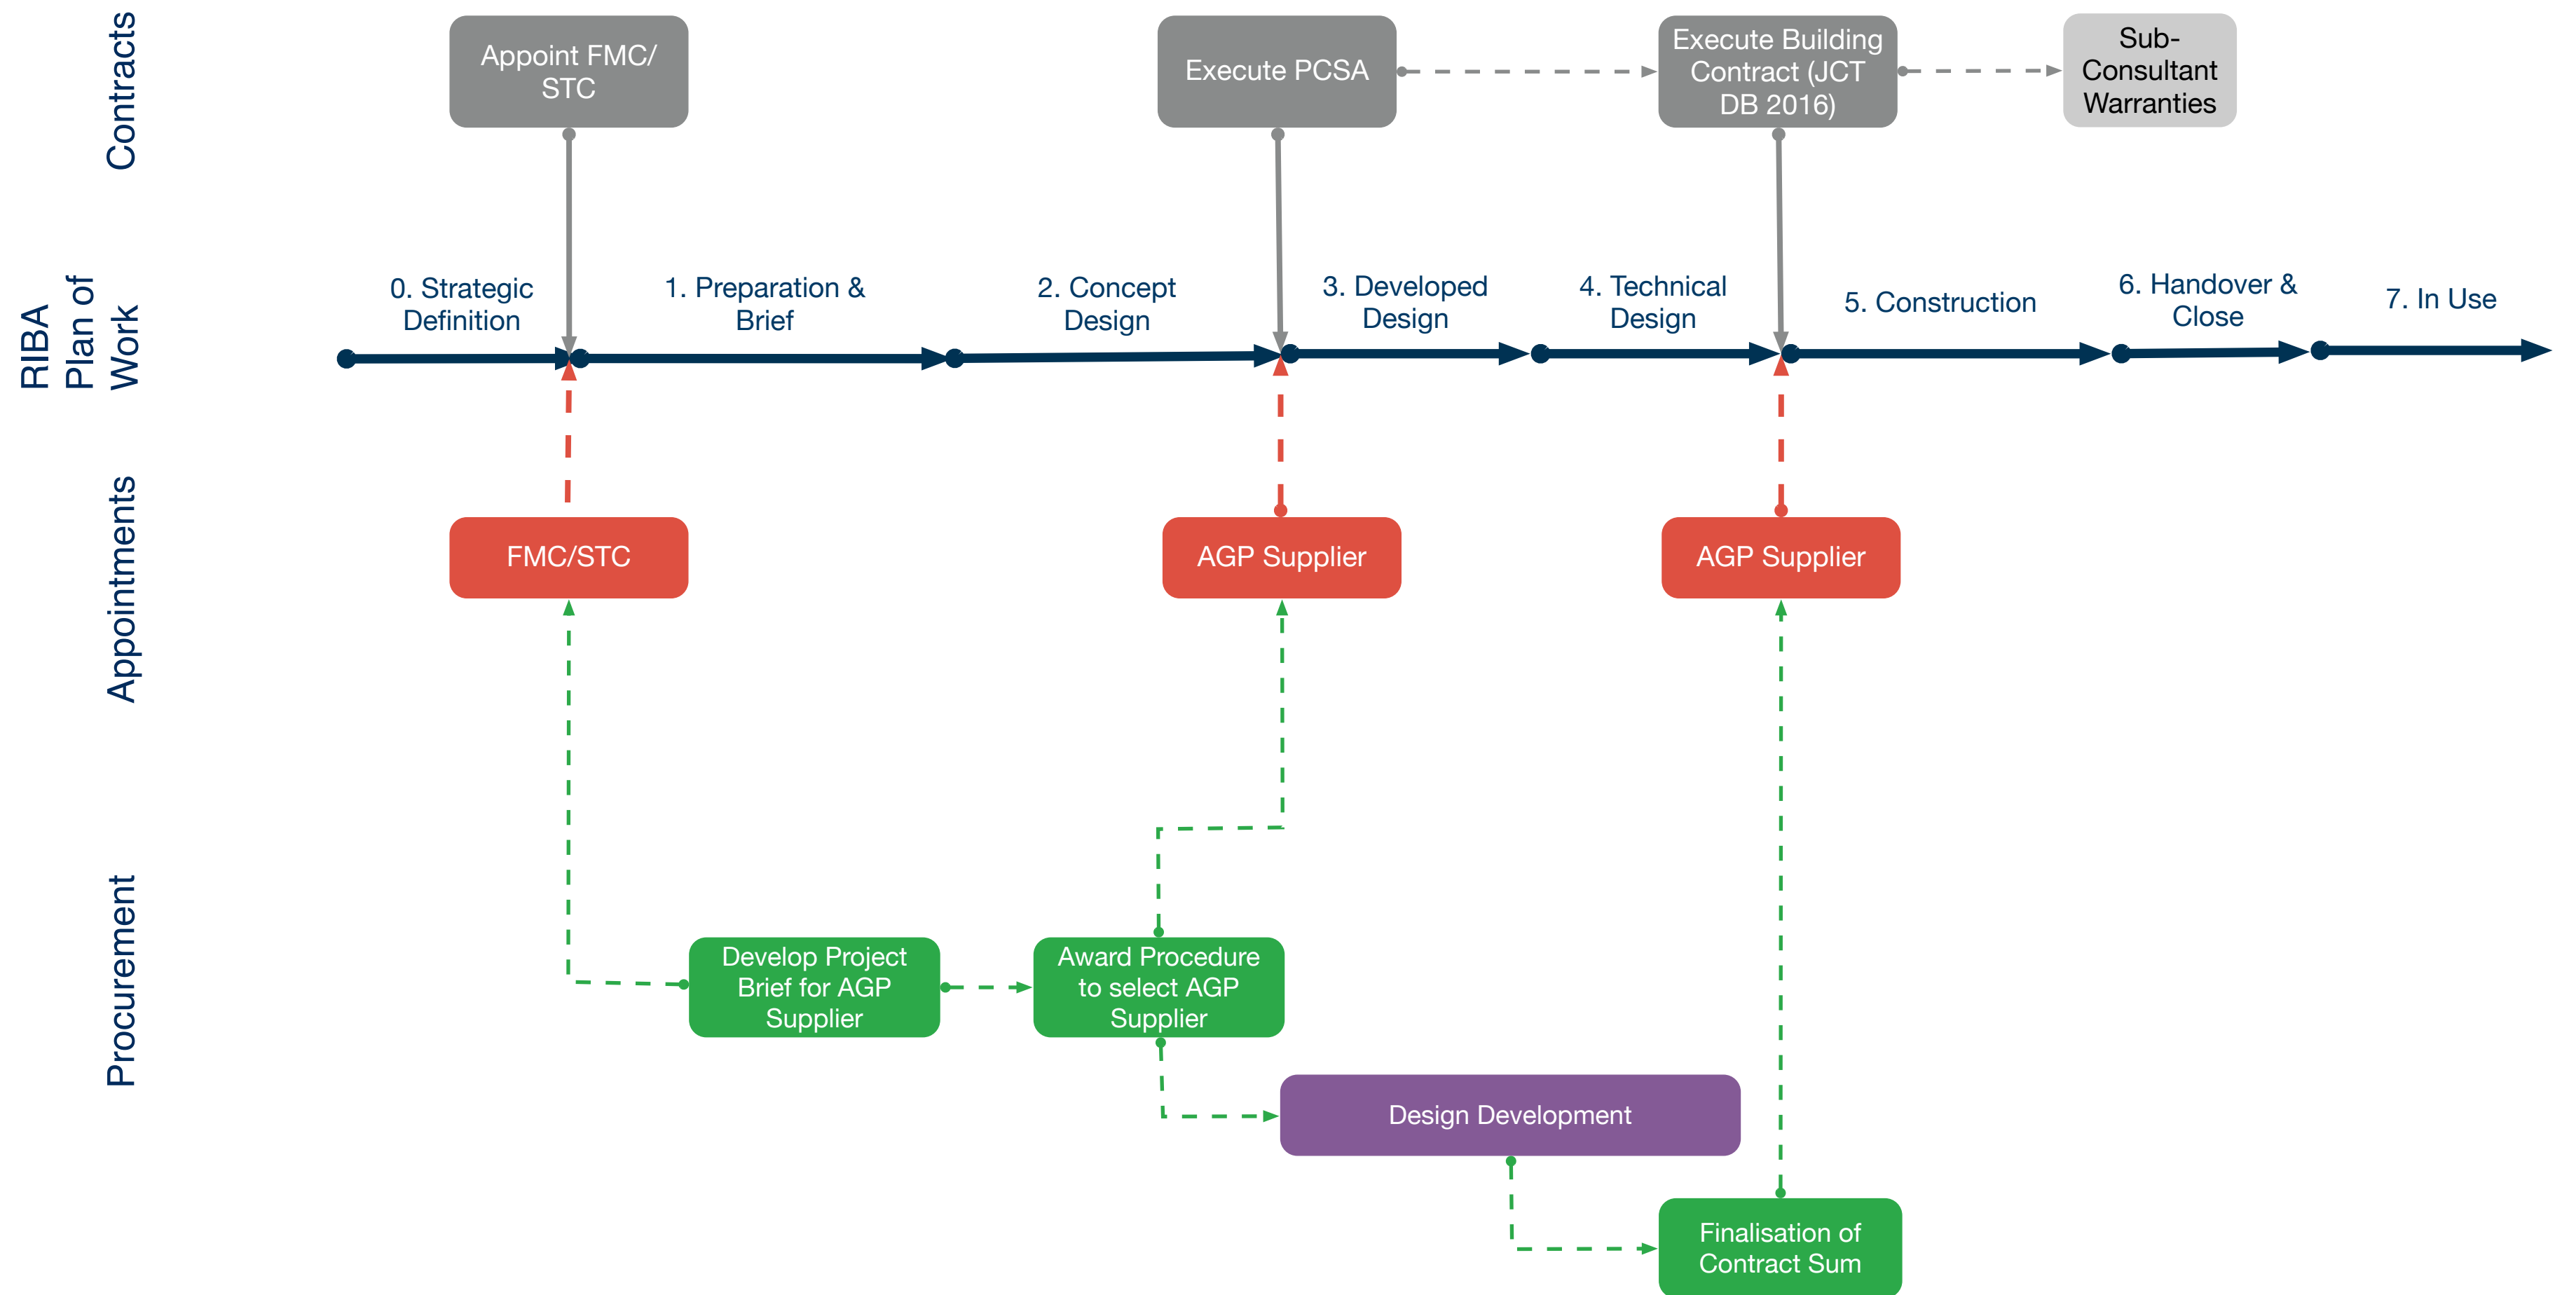 Contracts
Appoint FMC/
STC
Execute PCSA
Execute Building
Contract (JCT
DB 2016)
Sub-
Consultant
Warranties
RIBA
Plan of
Work
0. Strategic
Definition
1. Preparation &
Brief
2. Concept
Design
3. Developed
Design
4. Technical
Design
5. Construction
6. Handover &
Close
7. In Use
Appointments
FMC/STC
AGP Supplier
AGP Supplier
Procurement
Develop Project
Brief for AGP
Supplier
Award Procedure
to select AGP
Supplier
Design Development
Finalisation of
Contract Sum